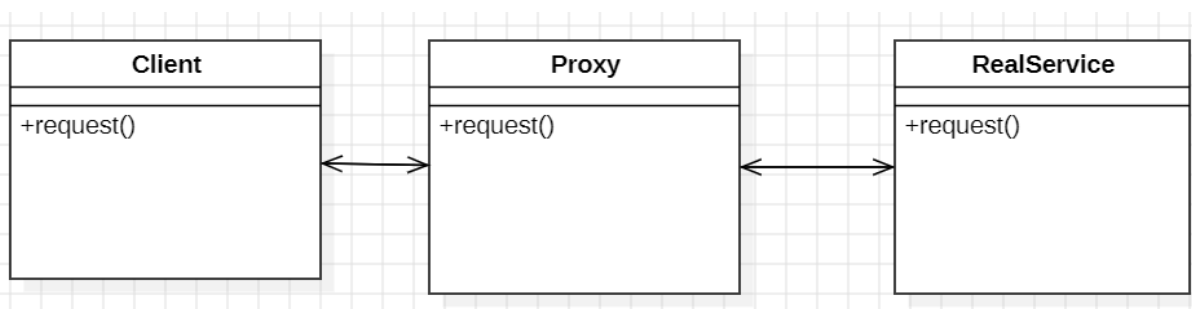 Client
+request()
Proxy
+request()
RealService
+request()